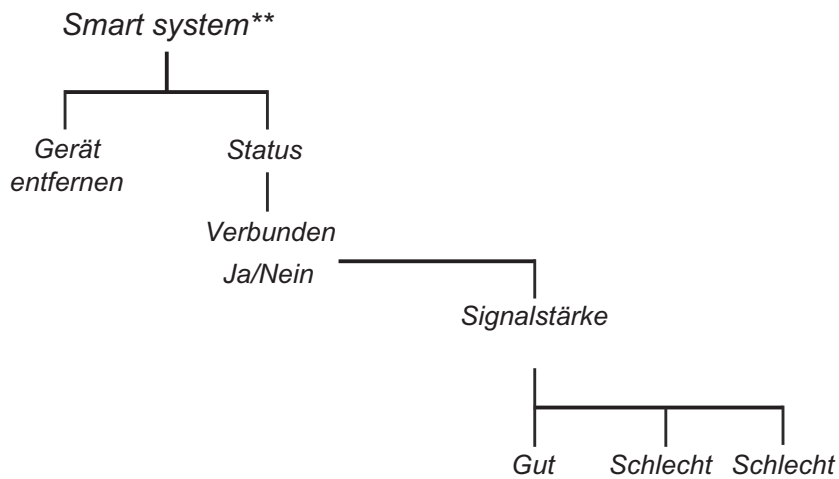 Smart system**
Gerät
entfernen
Status
Verbunden
Ja/Nein
Signalstärke
Gut Schlecht Schlecht